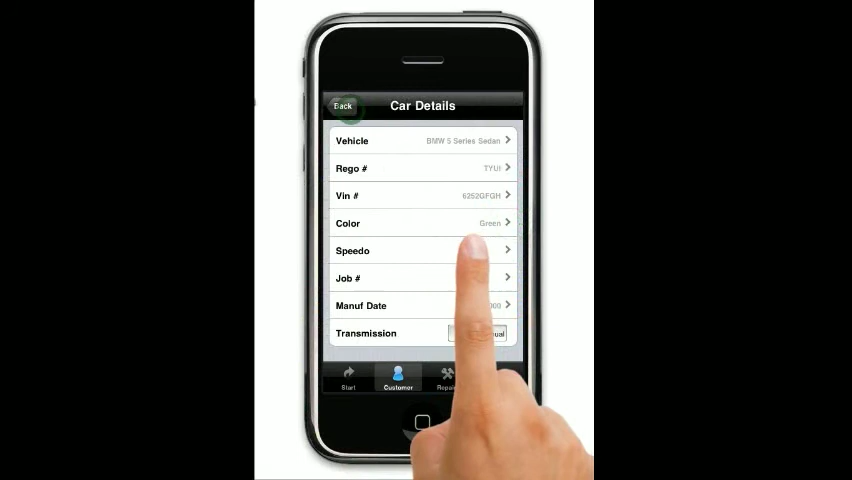 Back Car Details
Vehicle BMW 5 Series Sedan
Rego # TYUI
Vin # 6252GFGH
Color Green
Speedo
Job #
Manuf Date
Transmission
Start Customer